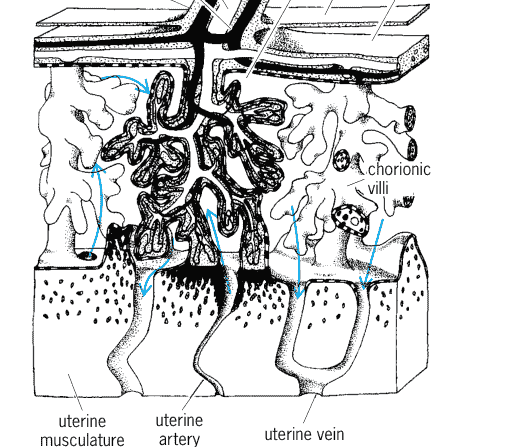 chorionic
villi
uterine
musculature
uterine
artery
uterine vein